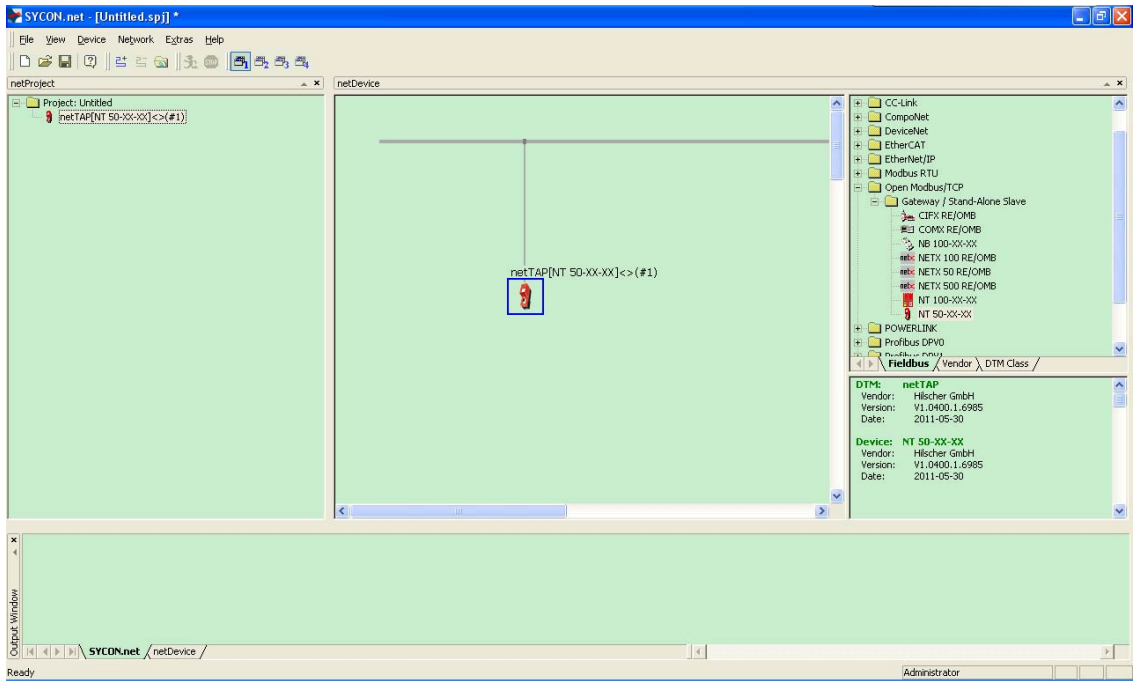 SYCON.net - [Untitled.spj] *
File View Device Network Extras Help
netProject
netDevice
Project: Untitled
netTAP[NT 50-XX-XX]<>(#1)
netTAP[NT 50-XX-XX]<>(#1)
CC-Link
CompoNet
DeviceNet
EtherCAT
EtherNet/IP
Modbus RTU
Open Modbus/TCP
Gateway / Stand-Alone Slave
CIFX RE/OMB
COMX RE/OMB
NB 100-XX-XX
NETX 100 RE/OMB
NETX 50 RE/OMB
NETX 500 RE/OMB
NT 100-XX-XX
NT 50-XX-XX
POWERLINK
Profibus DPV0
Profibus DPV1
Fieldbus Vendor DTM Class
DTM: netTAP
Vendor: Hilscher GmbH
Version: V1.0400.1.6985
Date: 2011-05-30
Device: NT 50-XX-XX
Vendor: Hilscher GmbH
Version: V1.0400.1.6985
Date: 2011-05-30
Output Window
SYCON.net netDevice
Ready
Administrator